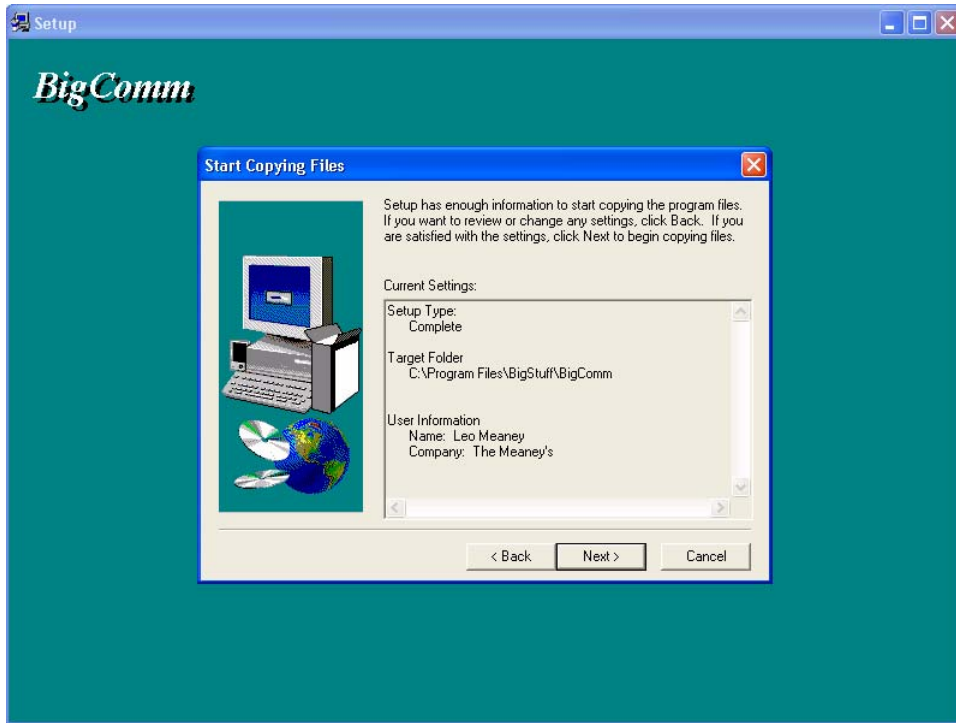 Setup
BigComm
Start Copying Files
Setup has enough information to start copying the program files.
If you want to review or change any settings, click Back.  If you
are satisfied with the settings, click Next to begin copying files.
Current Settings:
Setup Type:
Complete
Target Folder
C:\Program Files\BigStuff\BigComm
User Information
Name:  Leo Meaney
Company:  The Meaney's
< Back
Next >
Cancel